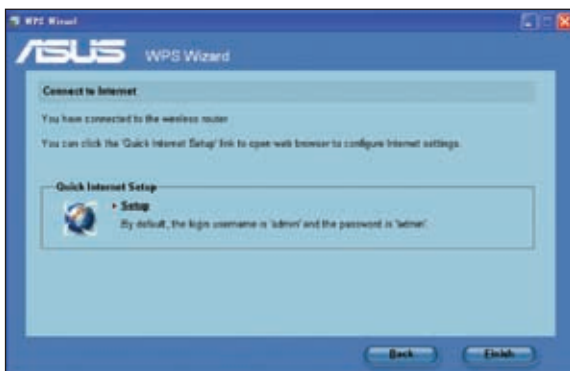 WPS Wizard
ASUS WPS Wizard
Connect to Internet
You have connected to the wireless router
You can click the 'Quick Internet Setup' link to open web browser to configure Internet settings.
Quick Internet Setup
Setup
By default, the login username is 'admin' and the password is 'admin'.
Back Finish